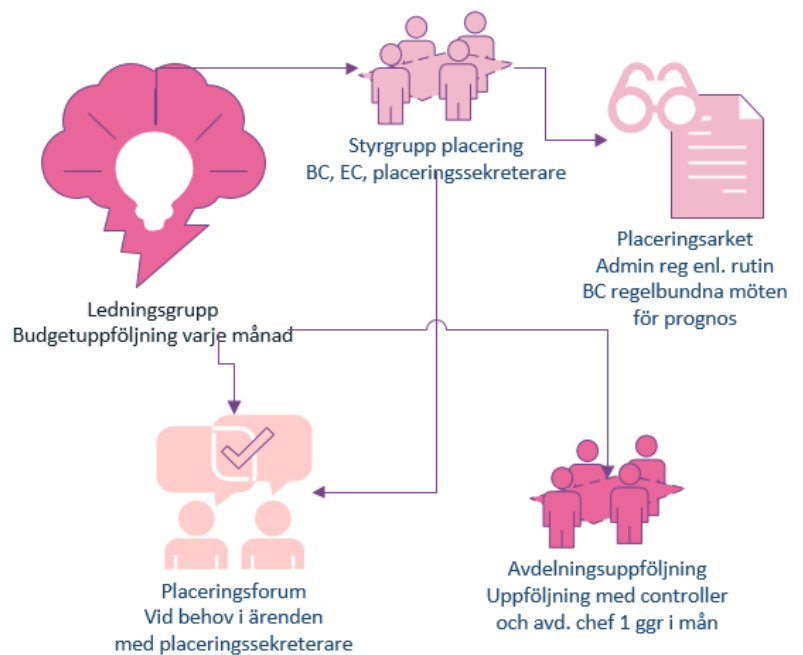 Styrgrupp placering
BC, EC, placeringssekreterare
Placeringsarket
Admin reg enl. rutin
BC regelbundna möten
för prognos
Ledningsgrupp
Budgetuppföljning varje månad
Placeringsforum
Vid behov i ärenden
med placeringssekreterare
Avdelningsuppföljning
Uppföljning med controller
och avd. chef 1 ggr i mån